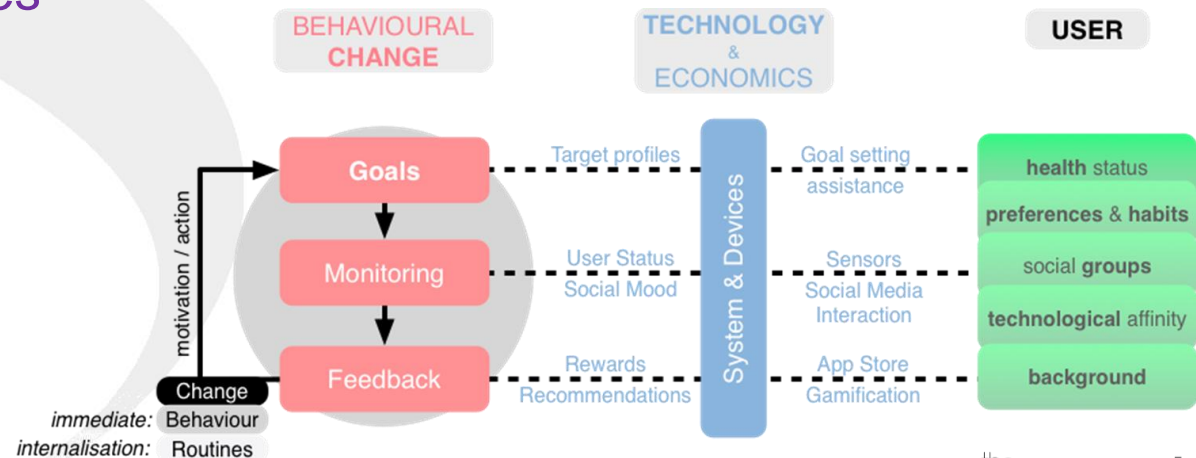 BEHAVIOURAL
CHANGE
TECHNOLOGY
&
ECONOMICS
USER
Goals
Target profiles
Goal setting
assistance
health status
preferences & habits
Monitoring
User Status
Social Mood
Sensors
Social Media
Interaction
social groups
technological affinity
Feedback
Rewards
Recommendations
App Store
Gamification
background
System & Devices
motivation / action
Change
immediate: Behaviour
internalisation: Routines